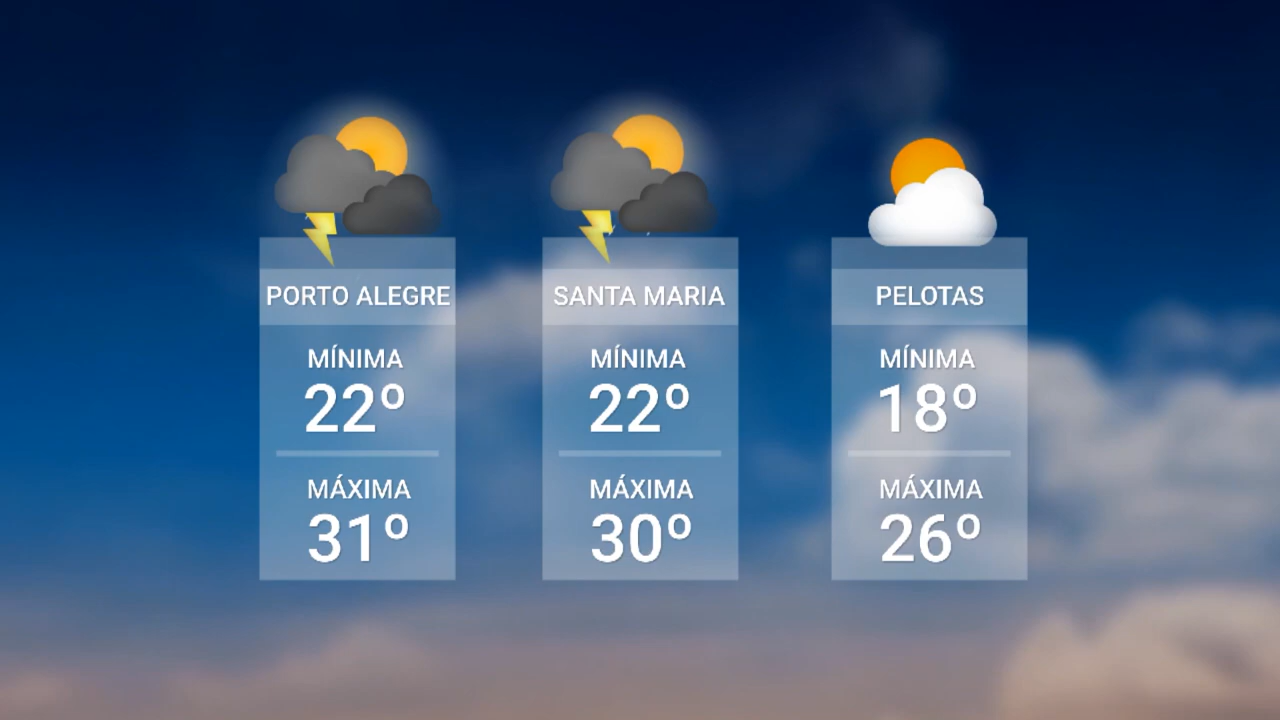 PORTO ALEGRE
MÍNIMA
22º
MÁXIMA
31º
SANTA MARIA
MÍNIMA
22º
MÁXIMA
30º
PELOTAS
MÍNIMA
18º
MÁXIMA
26º